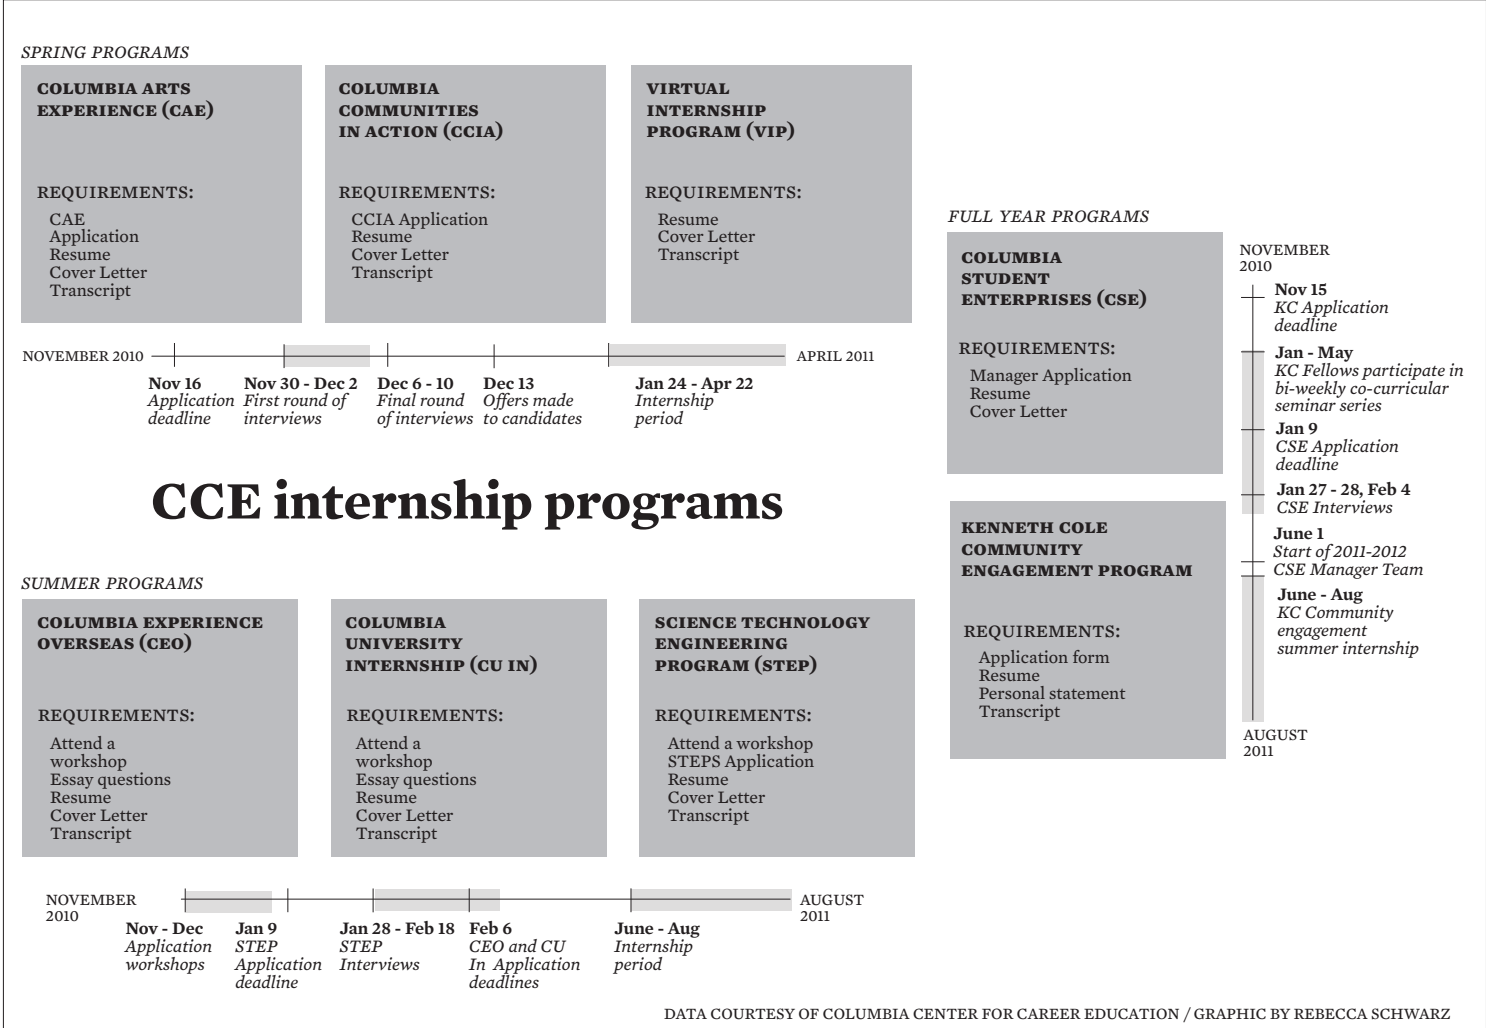 SPRING PROGRAMS
COLUMBIA ARTS
EXPERIENCE (CAE)
REQUIREMENTS:
CAE
Application
Resume
Cover Letter
Transcript
COLUMBIA
COMMUNITIES
IN ACTION (CCIA)
REQUIREMENTS:
CCIA Application
Resume
Cover Letter
Transcript
VIRTUAL
INTERNSHIP
PROGRAM (VIP)
REQUIREMENTS:
Resume
Cover Letter
Transcript
NOVEMBER 2010
Nov 16
Application
deadline
Nov 30 - Dec 2
First round of
interviews
Dec 6 - 10
Final round
of interviews
Dec 13
Offers made
to candidates
Jan 24 - Apr 22
Internship
period
APRIL 2011
CCE internship programs
SUMMER PROGRAMS
COLUMBIA EXPERIENCE
OVERSEAS (CEO)
REQUIREMENTS:
Attend a
workshop
Essay questions
Resume
Cover Letter
Transcript
COLUMBIA
UNIVERSITY
INTERNSHIP (CU IN)
REQUIREMENTS:
Attend a
workshop
Essay questions
Resume
Cover Letter
Transcript
SCIENCE TECHNOLOGY
ENGINEERING
PROGRAM (STEP)
REQUIREMENTS:
Attend a workshop
STEPS Application
Resume
Cover Letter
Transcript
NOVEMBER
2010
Nov - Dec
Application
workshops
Jan 9
STEP
Application
deadline
Jan 28 - Feb 18
STEP
Interviews
Feb 6
CEO and CU
In Application
deadlines
June - Aug
Internship
period
AUGUST
2011
FULL YEAR PROGRAMS
COLUMBIA
STUDENT
ENTERPRISES (CSE)
REQUIREMENTS:
Manager Application
Resume
Cover Letter
KENNETH COLE
COMMUNITY
ENGAGEMENT PROGRAM
REQUIREMENTS:
Application form
Resume
Personal statement
Transcript
NOVEMBER
2010
Nov 15
KC Application
deadline
Jan - May
KC Fellows participate in
bi-weekly co-curricular
seminar series
Jan 9
CSE Application
deadline
Jan 27 - 28, Feb 4
CSE Interviews
June 1
Start of 2011-2012
CSE Manager Team
June - Aug
KC Community
engagement
summer internship
AUGUST
2011
DATA COURTESY OF COLUMBIA CENTER FOR CAREER EDUCATION / GRAPHIC BY REBECCA SCHWARZ